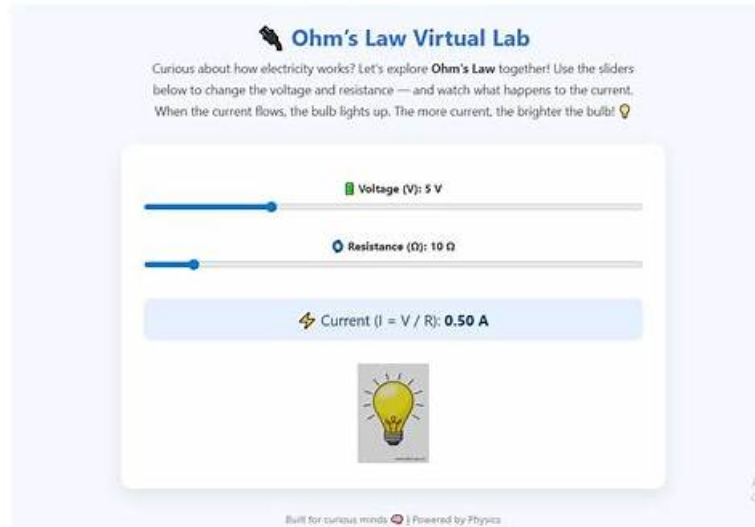 Ohm's Law Virtual Lab
Curious about how electricity works? Let's explore Ohm's Law together! Use the sliders
below to change the voltage and resistance — and watch what happens to the current.
When the current flows, the bulb lights up. The more current, the brighter the bulb!
Voltage (V): 5 V
Resistance (Ω): 10 Ω
Current (I = V / R): 0.50 A
Built for curious minds | Powered by Physics